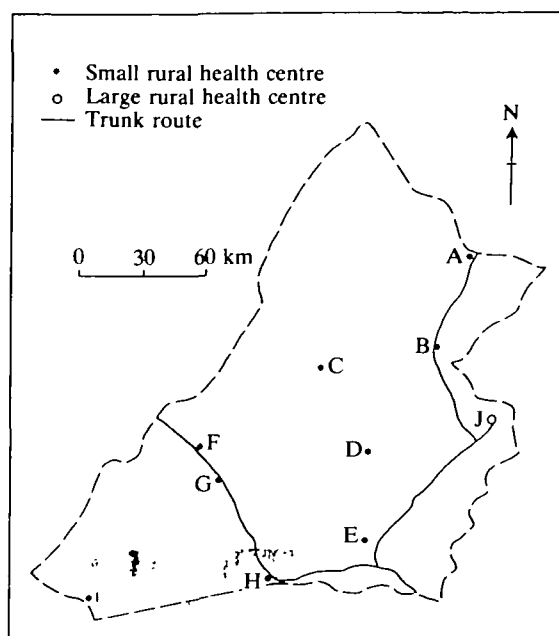 Small rural health centre
Large rural health centre
Trunk route
N
0 30 60 km
A
B
C
J
F
D
G
E
H
I